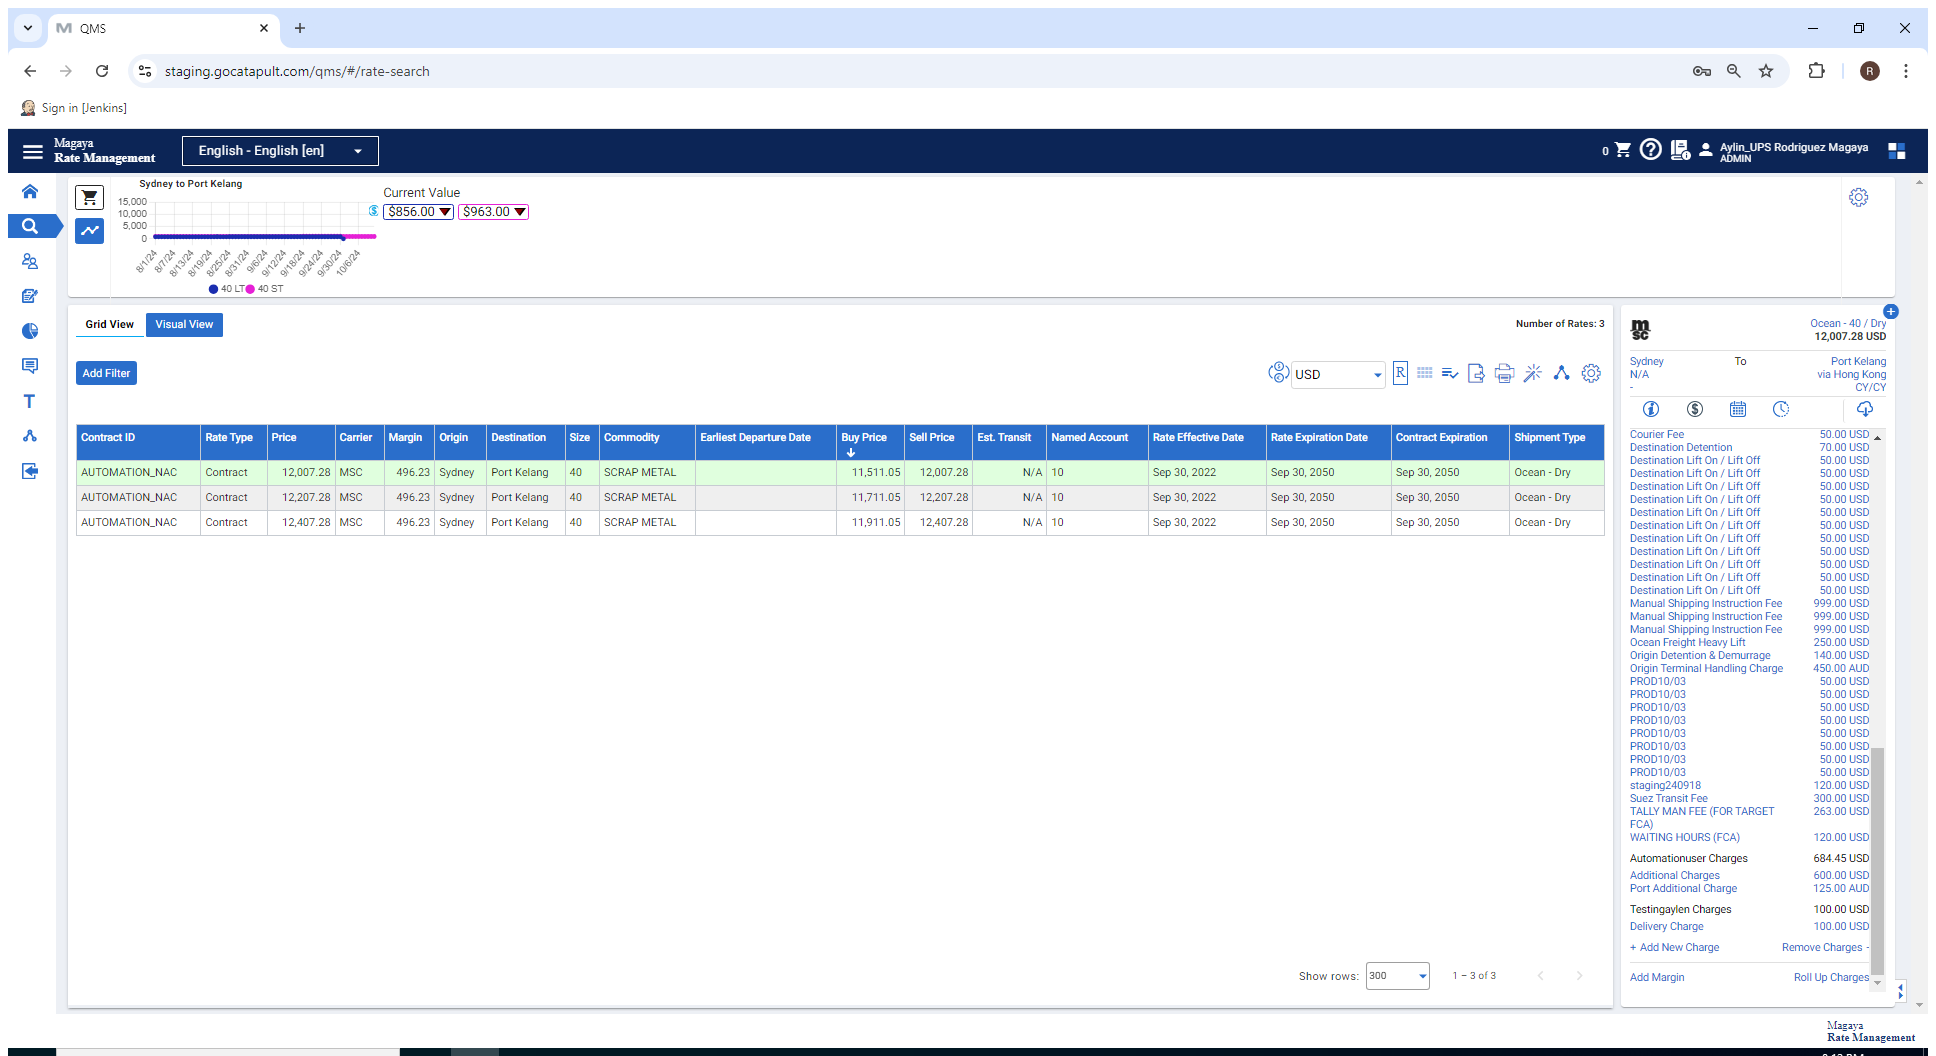 QMS
staging.gocatapult.com/qms/#/rate-search
R
Sign in [Jenkins]
Magaya
Rate Management
English - English [en]
0
Aylin_UPS Rodriguez Magaya
ADMIN
Sydney to Port Kelang
15,000
10,000
5,000
0
8/1/24 8/7/24 8/13/24 8/19/24 8/25/24 8/31/24 9/6/24 9/12/24 9/18/24 9/24/24 9/30/24 10/6/24
40 LT 40 ST
Current Value
$856.00 $963.00
Grid View Visual View
Number of Rates: 3
Add Filter
USD
R
Contract ID Rate Type Price Carrier Margin Origin Destination Size Commodity Earliest Departure Date Buy Price Sell Price Est. Transit Named Account Rate Effective Date Rate Expiration Date Contract Expiration Shipment Type
AUTOMATION_NAC Contract 12,007.28 MSC 496.23 Sydney Port Kelang 40 SCRAP METAL 11,511.05 12,007.28 N/A 10 Sep 30, 2022 Sep 30, 2050 Sep 30, 2050 Ocean - Dry
AUTOMATION_NAC Contract 12,207.28 MSC 496.23 Sydney Port Kelang 40 SCRAP METAL 11,711.05 12,207.28 N/A 10 Sep 30, 2022 Sep 30, 2050 Sep 30, 2050 Ocean - Dry
AUTOMATION_NAC Contract 12,407.28 MSC 496.23 Sydney Port Kelang 40 SCRAP METAL 11,911.05 12,407.28 N/A 10 Sep 30, 2022 Sep 30, 2050 Sep 30, 2050 Ocean - Dry
Show rows: 300 1 – 3 of 3
msc
Ocean - 40 / Dry
12,007.28 USD
Sydney To Port Kelang
N/A via Hong Kong
- CY/CY
Courier Fee 50.00 USD
Destination Detention 70.00 USD
Destination Lift On / Lift Off 50.00 USD
Destination Lift On / Lift Off 50.00 USD
Destination Lift On / Lift Off 50.00 USD
Destination Lift On / Lift Off 50.00 USD
Destination Lift On / Lift Off 50.00 USD
Destination Lift On / Lift Off 50.00 USD
Destination Lift On / Lift Off 50.00 USD
Destination Lift On / Lift Off 50.00 USD
Destination Lift On / Lift Off 50.00 USD
Destination Lift On / Lift Off 50.00 USD
Destination Lift On / Lift Off 50.00 USD
Manual Shipping Instruction Fee 999.00 USD
Manual Shipping Instruction Fee 999.00 USD
Manual Shipping Instruction Fee 999.00 USD
Ocean Freight Heavy Lift 250.00 USD
Origin Detention & Demurrage 140.00 USD
Origin Terminal Handling Charge 450.00 AUD
PROD10/03 50.00 USD
PROD10/03 50.00 USD
PROD10/03 50.00 USD
PROD10/03 50.00 USD
PROD10/03 50.00 USD
PROD10/03 50.00 USD
PROD10/03 50.00 USD
PROD10/03 50.00 USD
staging240918 120.00 USD
Suez Transit Fee 300.00 USD
TALLY MAN FEE (FOR TARGET 263.00 USD
FCA)
WAITING HOURS (FCA) 120.00 USD
Automationuser Charges 684.45 USD
Additional Charges 600.00 USD
Port Additional Charge 125.00 AUD
Testingaylen Charges 100.00 USD
Delivery Charge 100.00 USD
+ Add New Charge Remove Charges -
Add Margin Roll Up Charges
Magaya
Rate Management